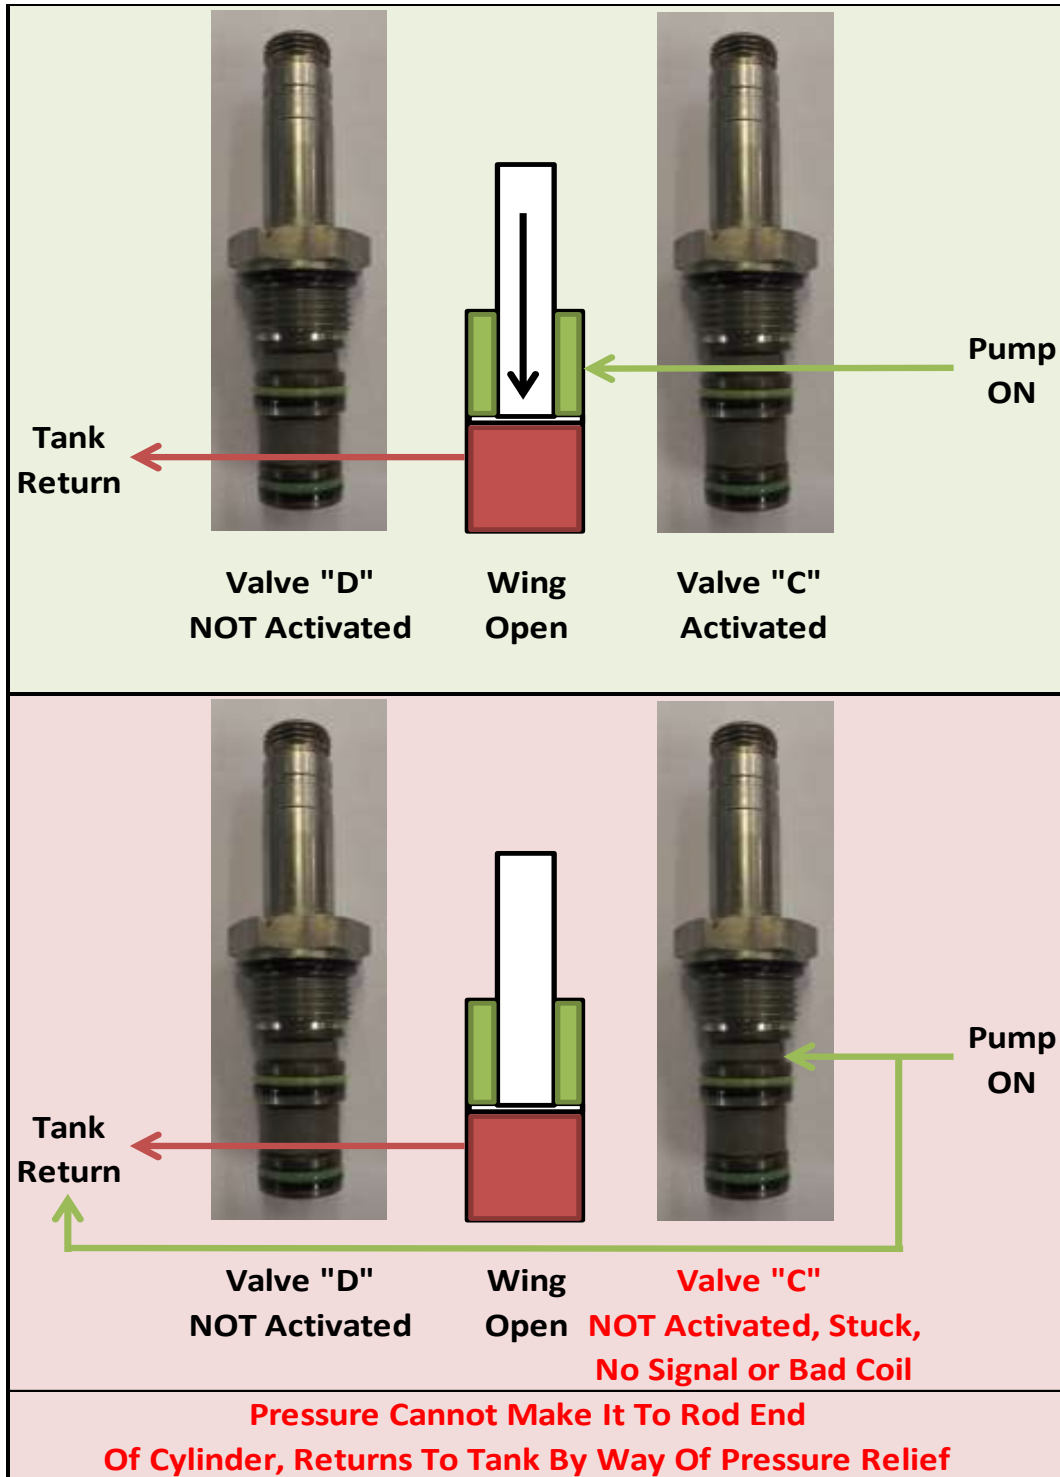 Pump
ON
Tank
Return
Valve "D"
NOT Activated
Wing
Open
Valve "C"
Activated
Pump
ON
Tank
Return
Valve "D"
NOT Activated
Wing
Open
Valve "C"
NOT Activated, Stuck,
No Signal or Bad Coil
Pressure Cannot Make It To Rod End
Of Cylinder, Returns To Tank By Way Of Pressure Relief